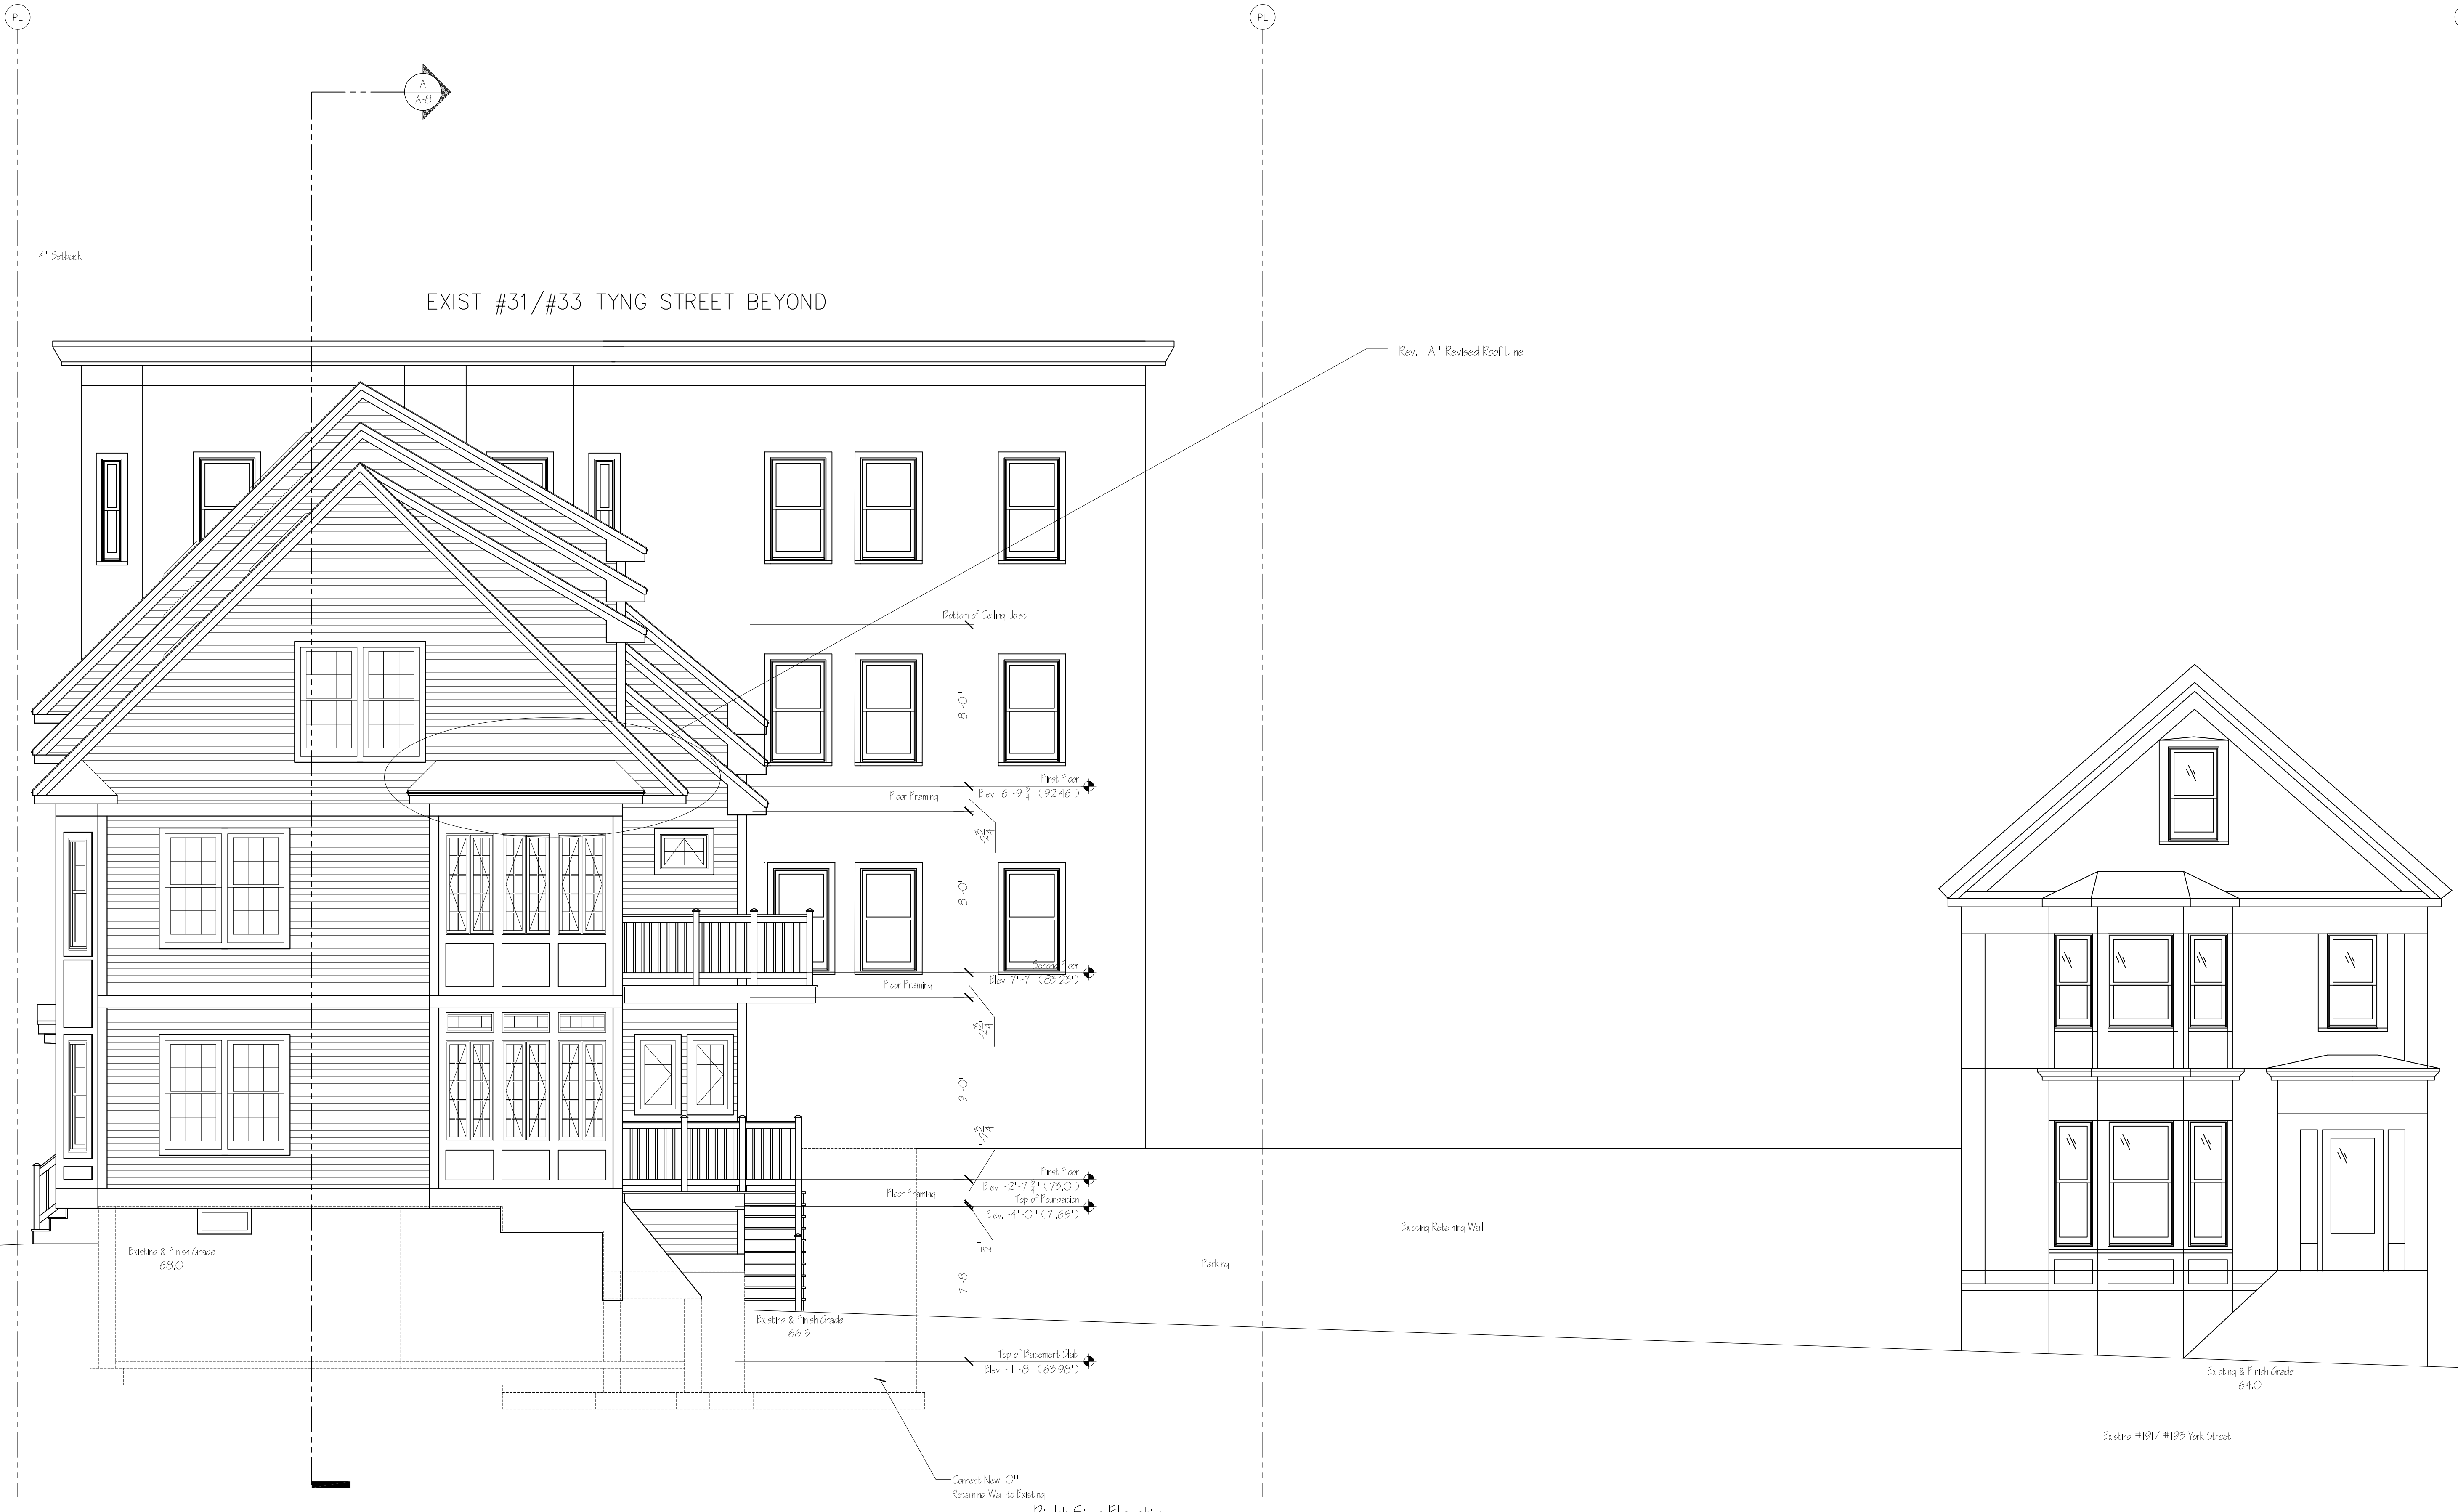 PL
PL
A
A-8
4' Setback
EXIST #31/#33 TYNG STREET BEYOND
Rev. "A" Revised Roof Line
Bottom of Ceiling Joist
8'-0"
First Floor
Elev. 16'-9 3/4" (92.46')
Floor Framing
1'-2 3/4"
8'-0"
Second Floor
Elev. 7'-7" (83.23')
Floor Framing
1'-2 3/4"
9'-0"
1'-2 3/4"
First Floor
Elev. -2'-7 3/4" (73.0')
Floor Framing
Top of Foundation
Elev. -4'-0" (71.65')
1 1/2"
7'-8"
Existing Retaining Wall
Parking
Existing & Finish Grade
68.0'
Existing & Finish Grade
66.5'
Top of Basement Slab
Elev. -11'-8" (63.98')
Existing & Finish Grade
64.0'
Existing #191/ #193 York Street
Connect New 10"
Retaining Wall to Existing
Right Side Elevation